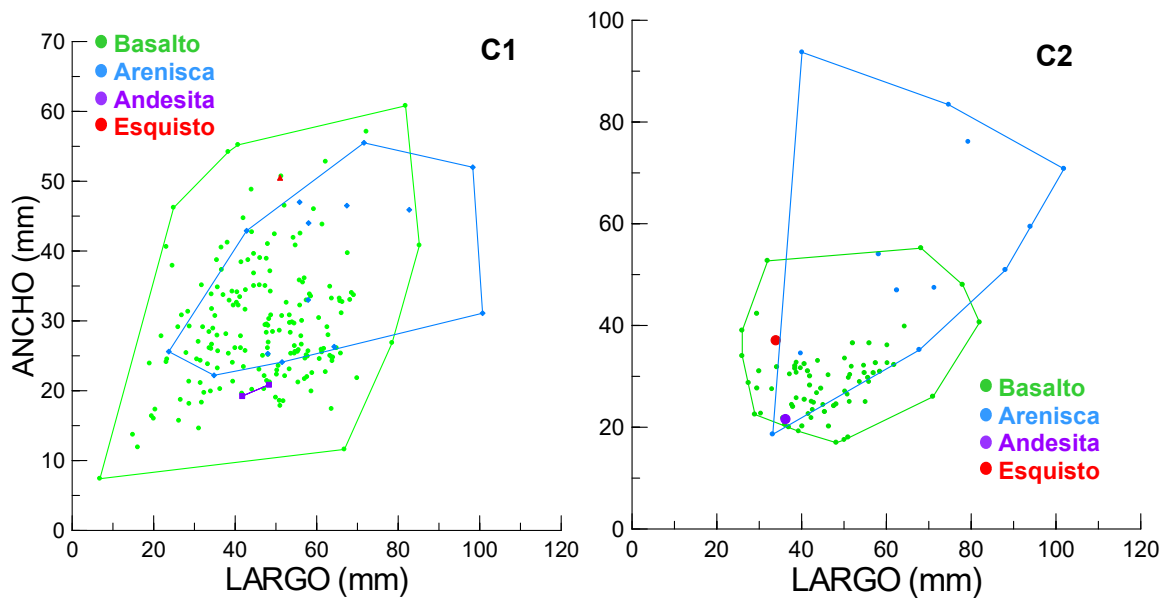 C1
Basalto
Arenisca
Andesita
Esquisto
ANCHO (mm)
70
60
50
40
30
20
10
0
0 20 40 60 80 100 120
LARGO (mm)
C2
100
80
60
40
20
0
Basalto
Arenisca
Andesita
Esquisto
0 20 40 60 80 100 120
LARGO (mm)